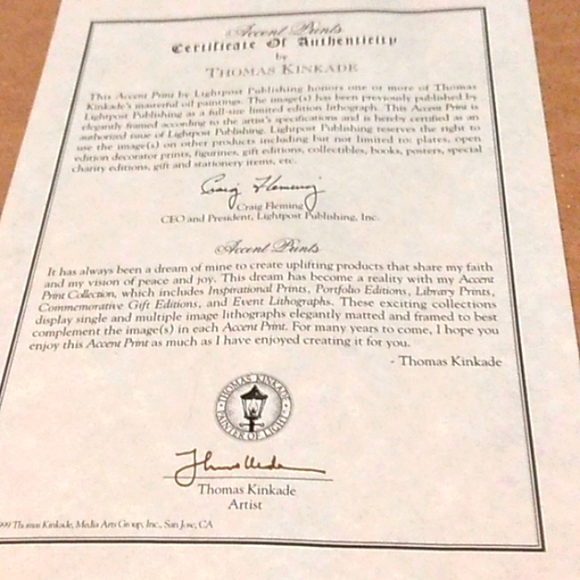 Accent Prints
Certificate Of Authenticity
by
THOMAS KINKADE
This Accent Print by Lightpost Publishing honors one or more of Thomas
Kinkade's masterful oil paintings. The image(s) has been previously published by
Lightpost Publishing as a full-size limited edition lithograph. This Accent Print is
elegantly framed according to the artist's specifications and is hereby certified as an
authorized issue of Lightpost Publishing. Lightpost Publishing reserves the right to
use the image(s) on other products including but not limited to: plates, open
edition decorator prints, figurines, gift editions, collectibles, books, posters, special
charity editions, gift and stationery items, etc.
Craig Fleming
Craig Fleming
CEO and President, Lightpost Publishing, Inc.
Accent Prints
It has always been a dream of mine to create uplifting products that share my faith
and my vision of peace and joy. This dream has become a reality with my Accent
Print Collection, which includes Inspirational Prints, Portfolio Editions, Library Prints,
Commemorative Gift Editions, and Event Lithographs. These exciting collections
display single and multiple image lithographs elegantly matted and framed to best
complement the image(s) in each Accent Print. For many years to come, I hope you
enjoy this Accent Print as much as I have enjoyed creating it for you.
- Thomas Kinkade
THOMAS KINKADE
PAINTER OF LIGHT
Thomas Kinkade
Artist
Thomas Kinkade, Media Arts Group, Inc., San Jose, CA